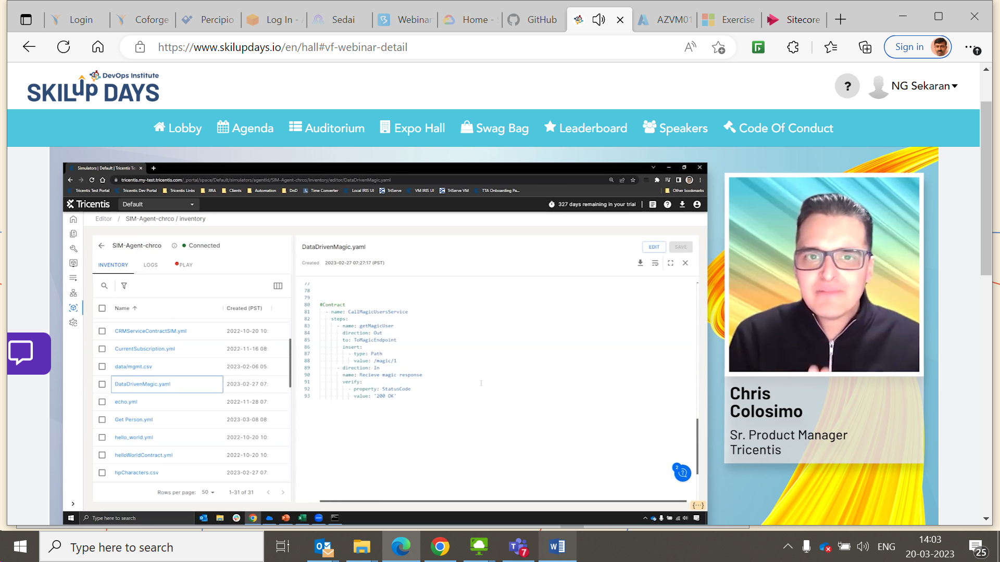 Login
Coforge
Percipio
Log In -
Sedai
Webinar
Home -
GitHub
AZVM01
Exercise
Sitecore
https://www.skilupdays.io/en/hall#vf-webinar-detail
Sign in
DevOps Institute
SKILup DAYS
?
NG Sekaran
Lobby
Agenda
Auditorium
Expo Hall
Swag Bag
Leaderboard
Speakers
Code Of Conduct
Simulators | Default | Tricentis Te
tricentis.my-test.tricentis.com/_portal/space/Default/simulators/agentId/SIM-Agent-chrco/inventory/editor/DataDrivenMagic.yaml
Tricentis Test Portal
Tricentis Dev Portal
Tricentis Links
JIRA
Clients
Automation
DnD
Time Converter
Local IRIS UI
TriServe
VM IRIS UI
TriServe VM
TTA Onboarding Pa...
Other bookmarks
Tricentis
Default
327 days remaining in your trial
Editor / SIM-Agent-chrco / inventory
SIM-Agent-chrco
Connected
INVENTORY
LOGS
PLAY
Name
Created (PST)
CRMServiceContractSIM.yml 2022-10-20 10:
CurrentSubscription.yml 2022-11-16 08:
data/mgmt.csv 2023-02-06 05:
DataDrivenMagic.yaml 2023-02-27 07:
echo.yml 2022-11-28 07:
Get Person.yml 2023-03-08 08:
hello_world.yml 2022-10-20 10:
helloWorldContract.yml 2022-10-20 10:
hpCharacters.csv 2023-02-27 07:
Rows per page: 50 1-31 of 31
DataDrivenMagic.yaml
EDIT
SAVE
Created 2023-02-27 07:27:17 (PST)
77
78
79
80 #Contract
81 - name: CallMagicUsersService
82 steps:
83 - name: getMagicUser
84 direction: Out
85 to: ToMagicEndpoint
86 insert:
87 - type: Path
88 value: /magic/1
89 - direction: In
90 name: Recieve magic response
91 verify:
92 - property: StatusCode
93 value: '200 OK'
2
{...}
Type here to search
Chris
Colosimo
Sr. Product Manager
Tricentis
Type here to search
7
ENG
14:03
20-03-2023
25